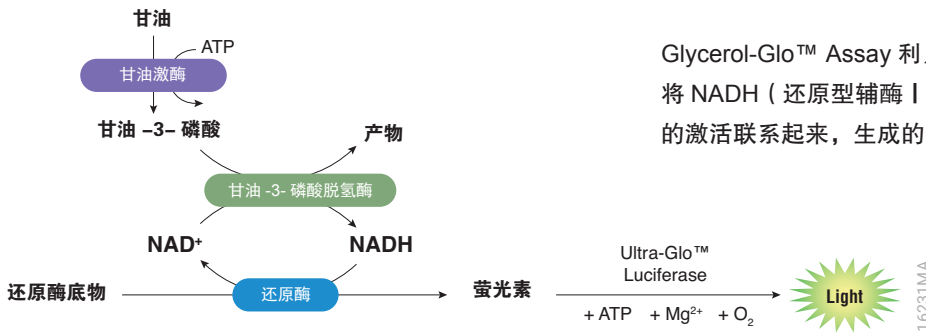 甘油
ATP
甘油激酶
甘油 -3- 磷酸
产物
甘油 -3- 磷酸脱氢酶
NAD⁺
NADH
还原酶底物
还原酶
萤光素
Ultra-Glo™
Luciferase
+ ATP + Mg²⁺ + O₂
Light
16231MA
Glycerol-Glo™ Assay 利
将 NADH（还原型辅酶 I
的激活联系起来，生成的